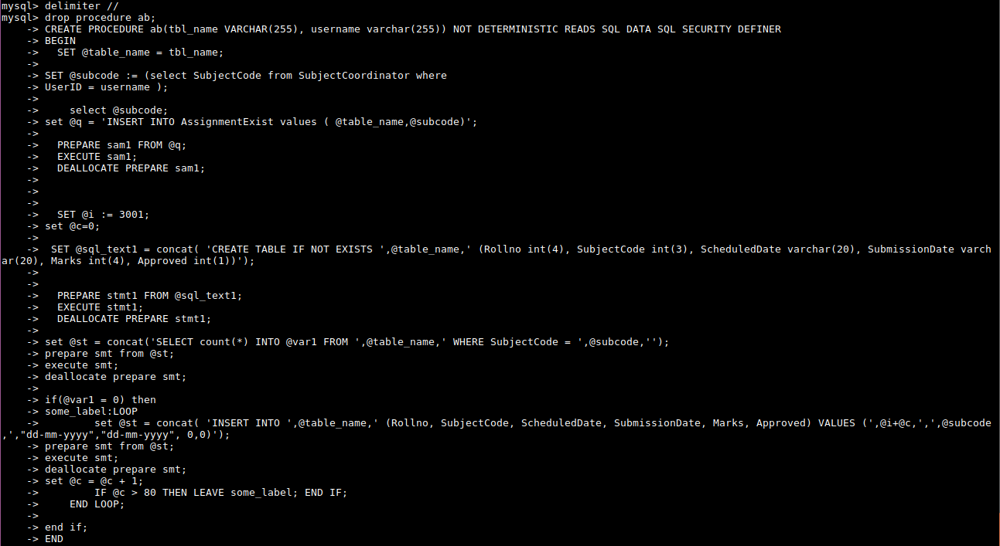 mysql> delimiter //
mysql> drop procedure ab;
    -> CREATE PROCEDURE ab(tbl_name VARCHAR(255), username varchar(255)) NOT DETERMINISTIC READS SQL DATA SQL SECURITY DEFINER
    -> BEGIN
    ->   SET @table_name = tbl_name;
    ->
    -> SET @subcode := (select SubjectCode from SubjectCoordinator where
    -> UserID = username );
    ->
    ->     select @subcode;
    -> set @q = 'INSERT INTO AssignmentExist values ( @table_name,@subcode)';
    ->
    ->   PREPARE sam1 FROM @q;
    ->   EXECUTE sam1;
    ->   DEALLOCATE PREPARE sam1;
    ->
    ->
    ->
    ->   SET @i := 3001;
    -> set @c=0;
    ->
    ->  SET @sql_text1 = concat( 'CREATE TABLE IF NOT EXISTS ',@table_name,' (Rollno int(4), SubjectCode int(3), ScheduledDate varchar(20), SubmissionDate varch
ar(20), Marks int(4), Approved int(1))');
    ->
    ->
    ->   PREPARE stmt1 FROM @sql_text1;
    ->   EXECUTE stmt1;
    ->   DEALLOCATE PREPARE stmt1;
    ->
    -> set @st = concat('SELECT count(*) INTO @var1 FROM ',@table_name,' WHERE SubjectCode = ',@subcode,'');
    -> prepare smt from @st;
    -> execute smt;
    -> deallocate prepare smt;
    ->
    -> if(@var1 = 0) then
    -> some_label:LOOP
    ->         set @st = concat( 'INSERT INTO ',@table_name,' (Rollno, SubjectCode, ScheduledDate, SubmissionDate, Marks, Approved) VALUES (',@i+@c,',',@subcode
,',"dd-mm-yyyy","dd-mm-yyyy", 0,0)');
    -> prepare smt from @st;
    -> execute smt;
    -> deallocate prepare smt;
    -> set @c = @c + 1;
    ->         IF @c > 80 THEN LEAVE some_label; END IF;
    ->     END LOOP;
    ->
    -> end if;
    -> END